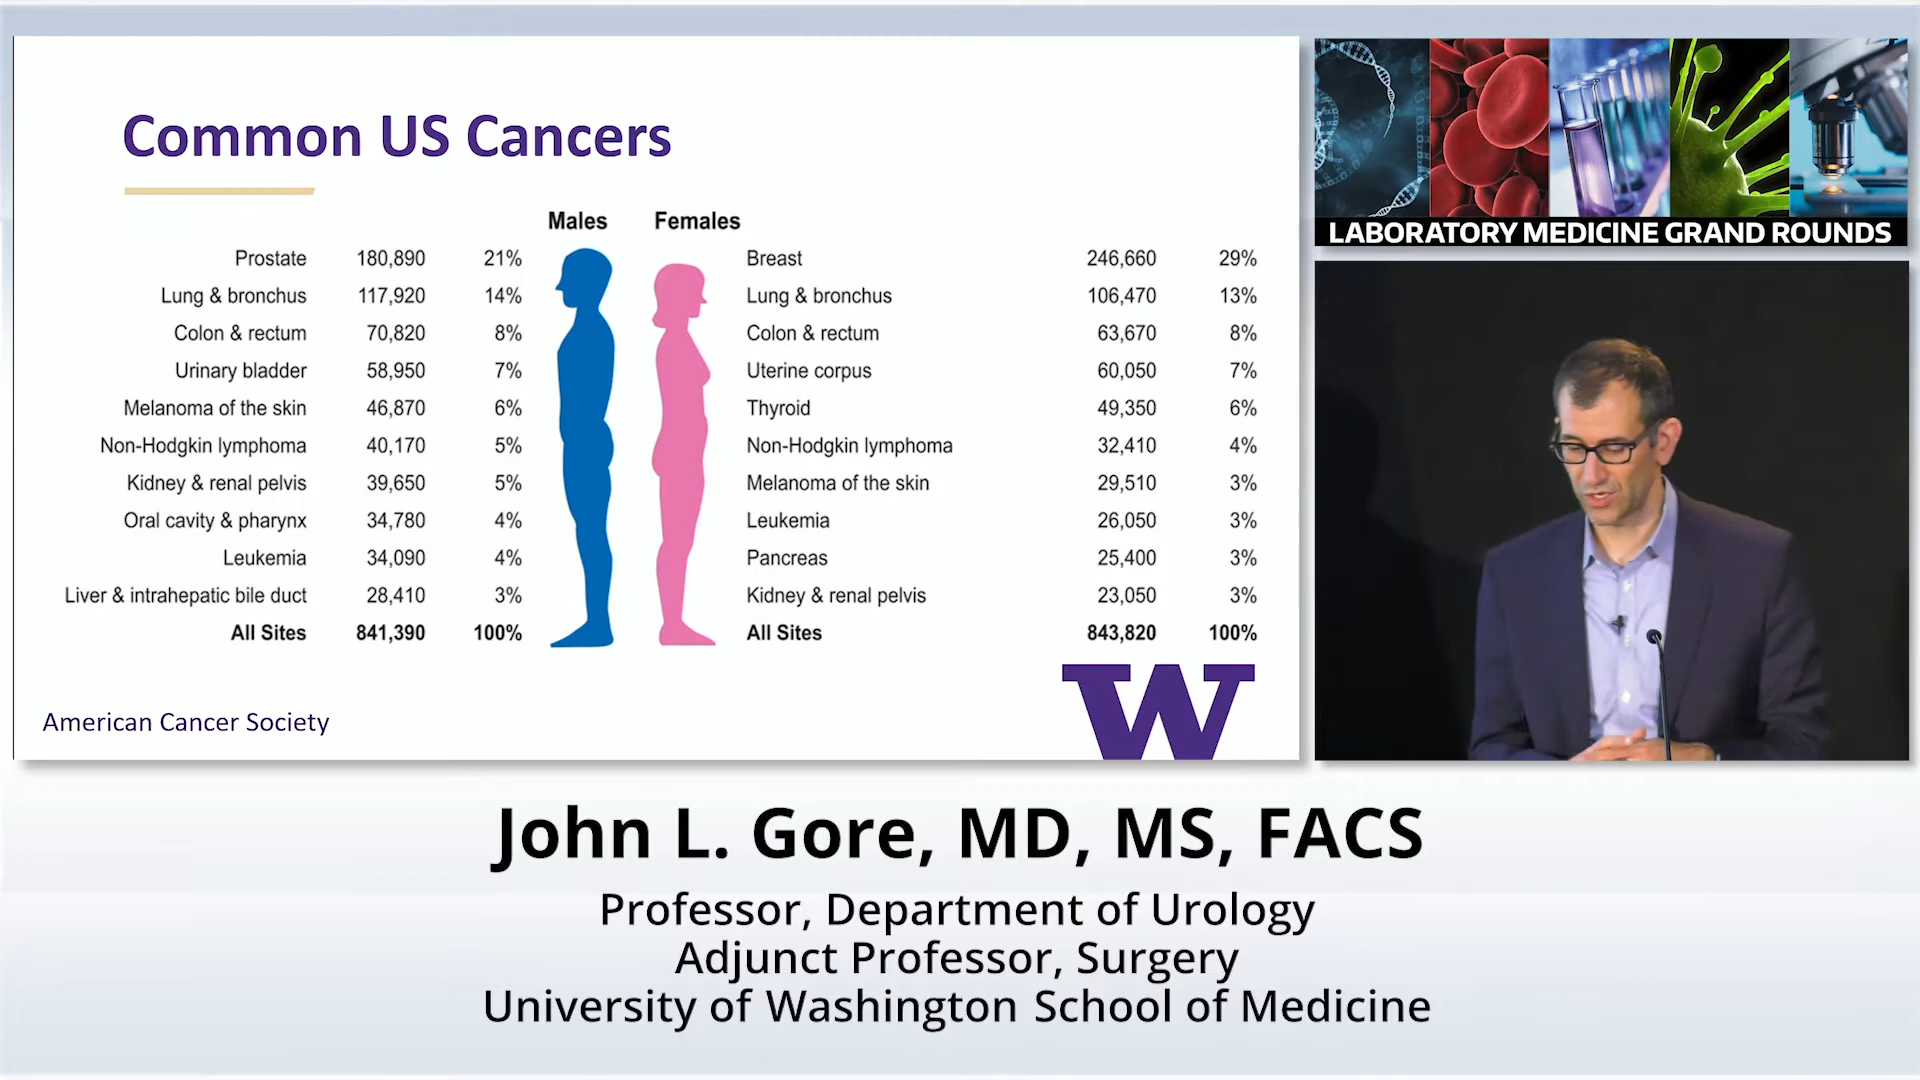 Common US Cancers
Males Females
Prostate 180,890 21% Breast 246,660 29%
Lung & bronchus 117,920 14% Lung & bronchus 106,470 13%
Colon & rectum 70,820 8% Colon & rectum 63,670 8%
Urinary bladder 58,950 7% Uterine corpus 60,050 7%
Melanoma of the skin 46,870 6% Thyroid 49,350 6%
Non-Hodgkin lymphoma 40,170 5% Non-Hodgkin lymphoma 32,410 4%
Kidney & renal pelvis 39,650 5% Melanoma of the skin 29,510 3%
Oral cavity & pharynx 34,780 4% Leukemia 26,050 3%
Leukemia 34,090 4% Pancreas 25,400 3%
Liver & intrahepatic bile duct 28,410 3% Kidney & renal pelvis 23,050 3%
All Sites 841,390 100% All Sites 843,820 100%
American Cancer Society
W
LABORATORY MEDICINE GRAND ROUNDS
John L. Gore, MD, MS, FACS
Professor, Department of Urology
Adjunct Professor, Surgery
University of Washington School of Medicine